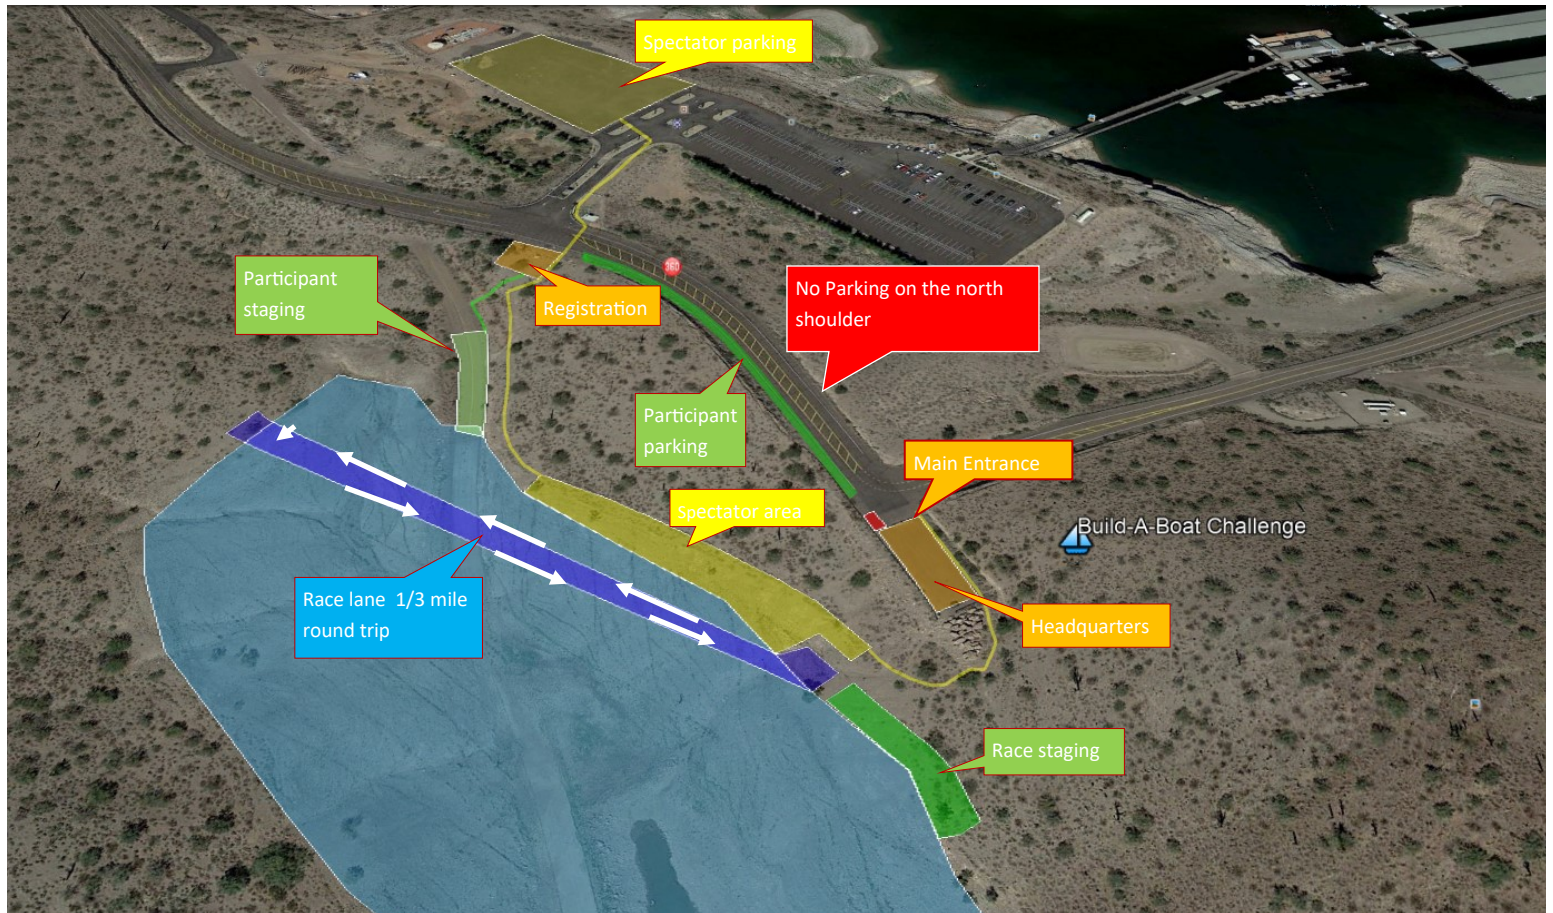 Spectator parking
Participant
staging
360
No Parking on the north
shoulder
Registration
Participant
parking
Main Entrance
Spectator area
Build-A-Boat Challenge
Race lane 1/3 mile
round trip
Headquarters
Race staging